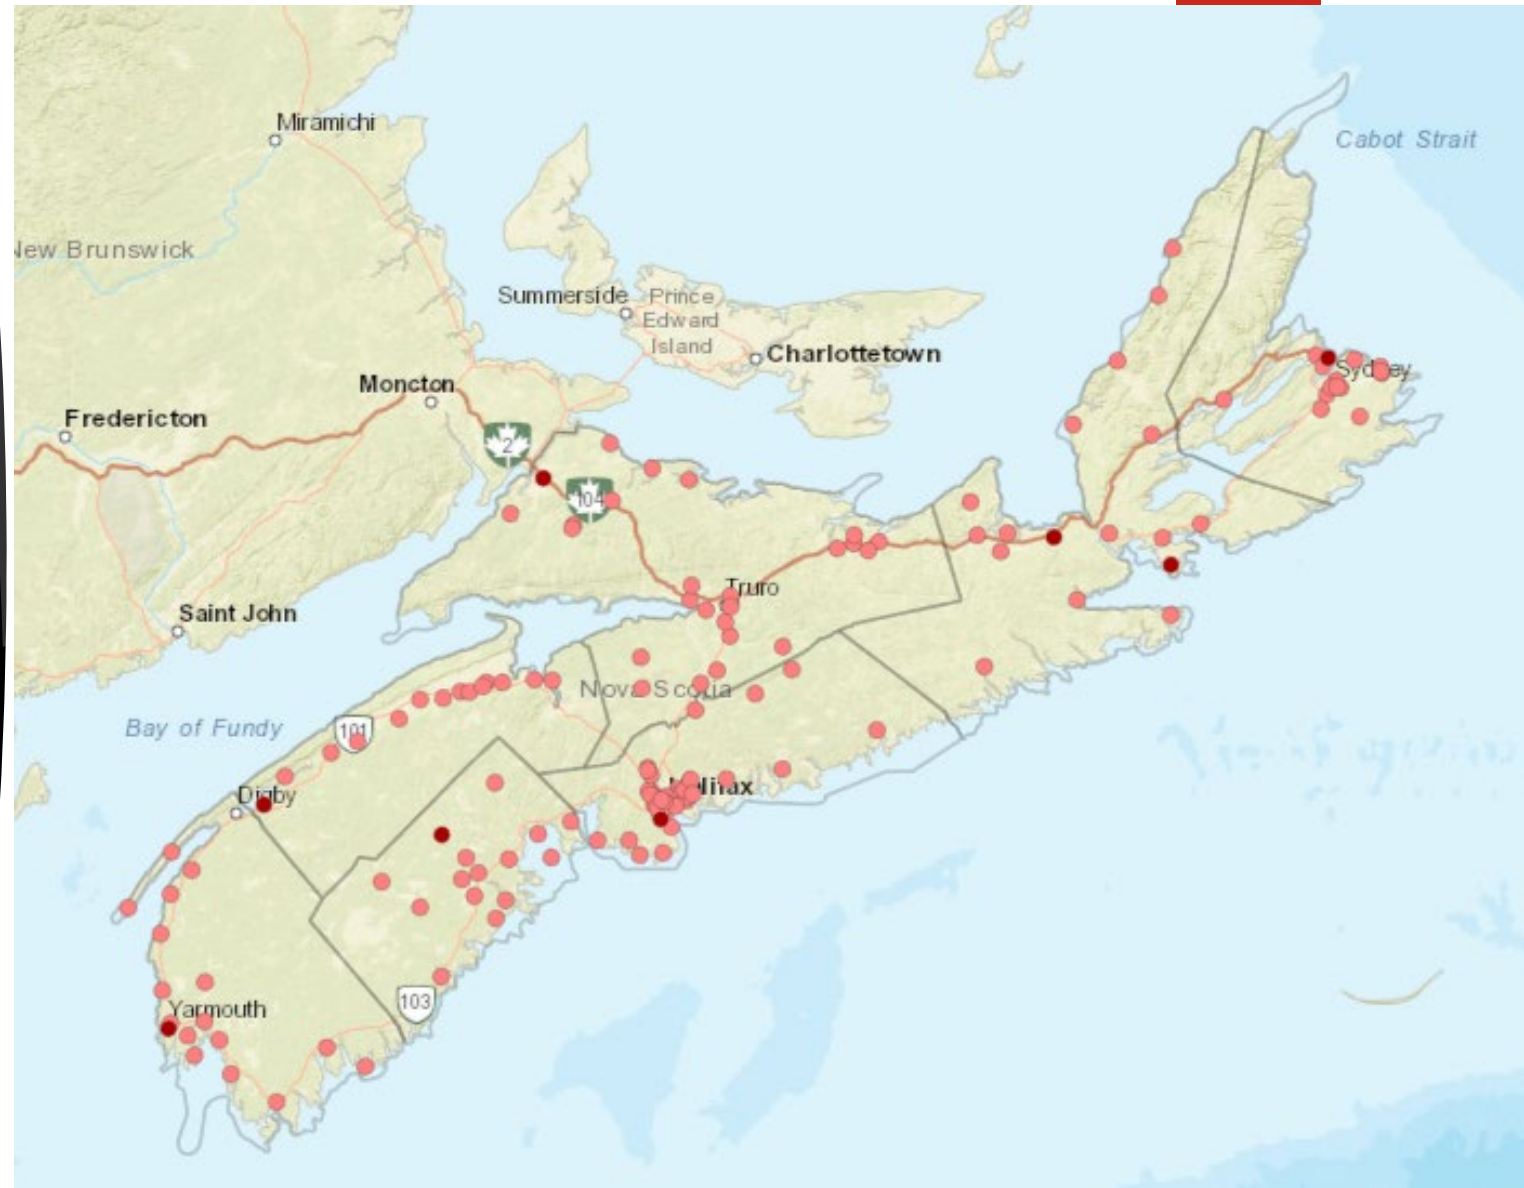 Miramichi
Cabot Strait
New Brunswick
Summerside
Prince
Edward
Island
Charlottetown
Moncton
Fredericton
Sydney
2
104
Truro
Saint John
Nova Scotia
Bay of Fundy
101
Halifax
Digby
103
Yarmouth